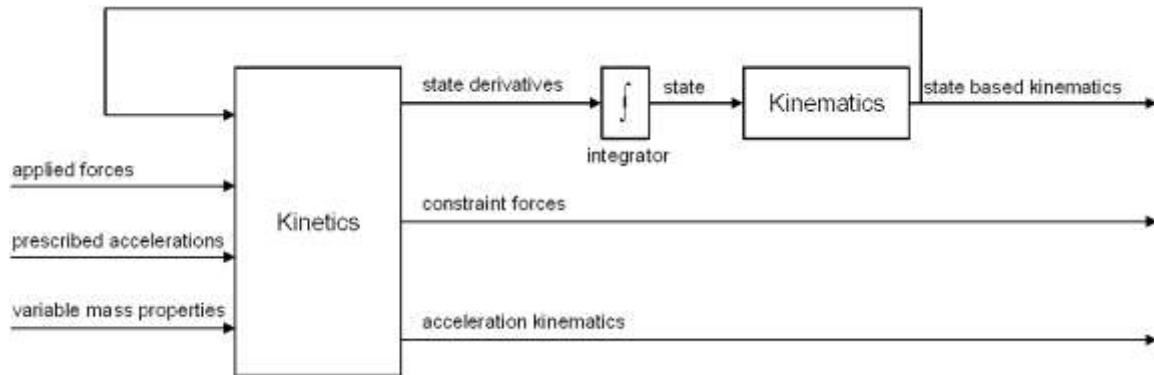 state derivatives
∫
state
Kinematics
state based kinematics
integrator
applied forces
Kinetics
constraint forces
prescribed accelerations
variable mass properties
acceleration kinematics